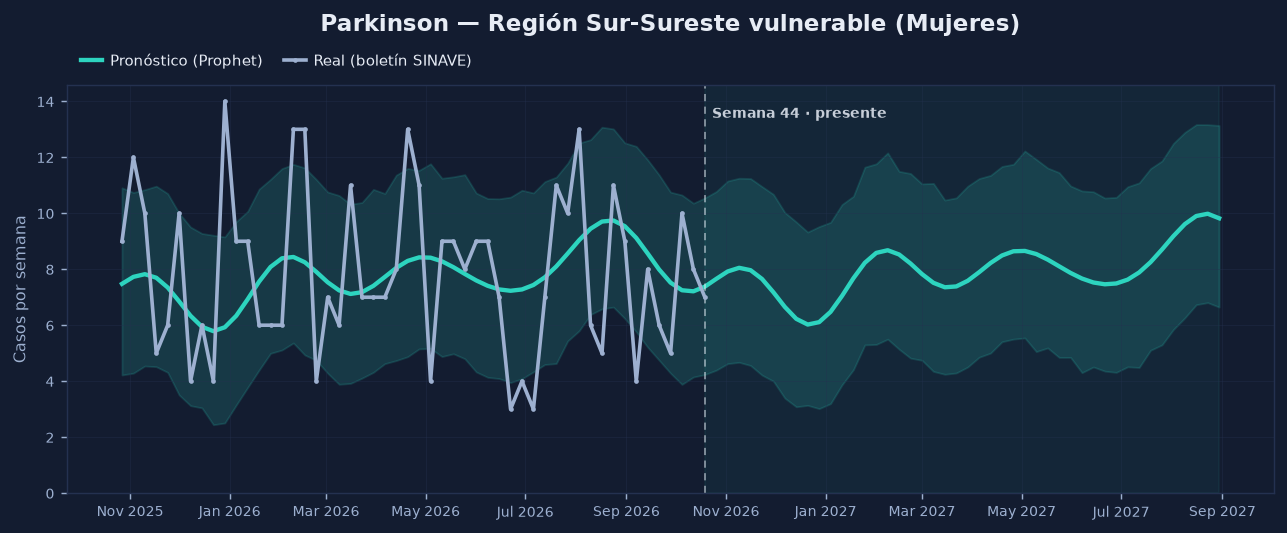 Parkinson — Región Sur-Sureste vulnerable (Mujeres)
Pronóstico (Prophet)
Real (boletín SINAVE)
Semana 44 · presente
Casos por semana
14
12
10
8
6
4
2
0
Nov 2025
Jan 2026
Mar 2026
May 2026
Jul 2026
Sep 2026
Nov 2026
Jan 2027
Mar 2027
May 2027
Jul 2027
Sep 2027